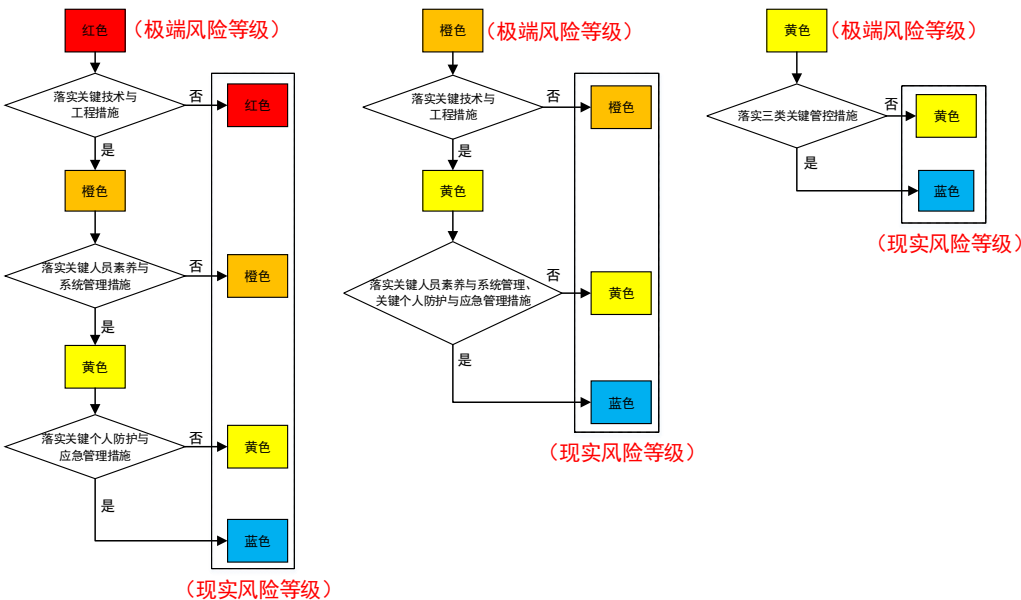 红色
（极端风险等级）
落实关键技术与
工程措施
否
红色
是
橙色
落实关键人员素养与
系统管理措施
否
橙色
是
黄色
落实关键个人防护与
应急管理措施
否
黄色
是
蓝色
（现实风险等级）
橙色
（极端风险等级）
落实关键技术与
工程措施
否
橙色
是
黄色
落实关键人员素养与系统管理、
关键个人防护与应急管理措施
否
黄色
是
蓝色
（现实风险等级）
黄色
（极端风险等级）
落实三类关键管控措施
否
黄色
是
蓝色
（现实风险等级）